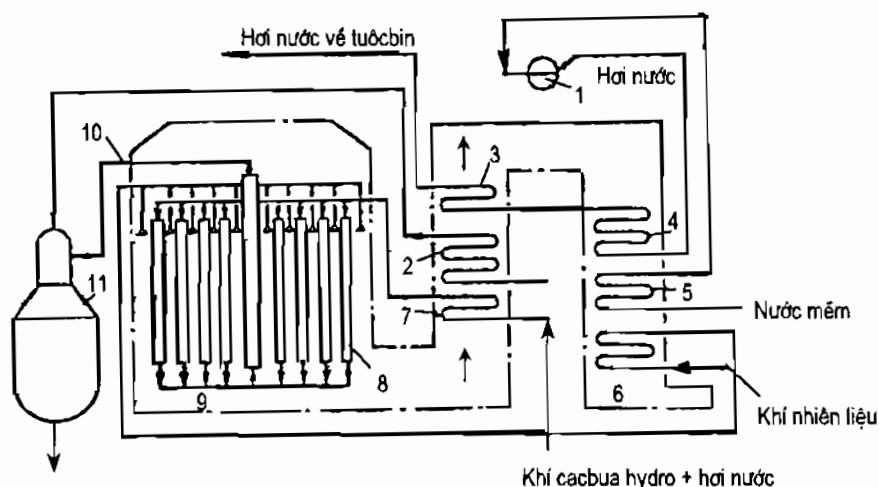 Hơi nước về tuôcbin
Hơi nước
1
10
3
4
2
11
5
Nước mềm
7
8
9
6
Khí nhiên liệu
Khí cacbua hydro + hơi nước